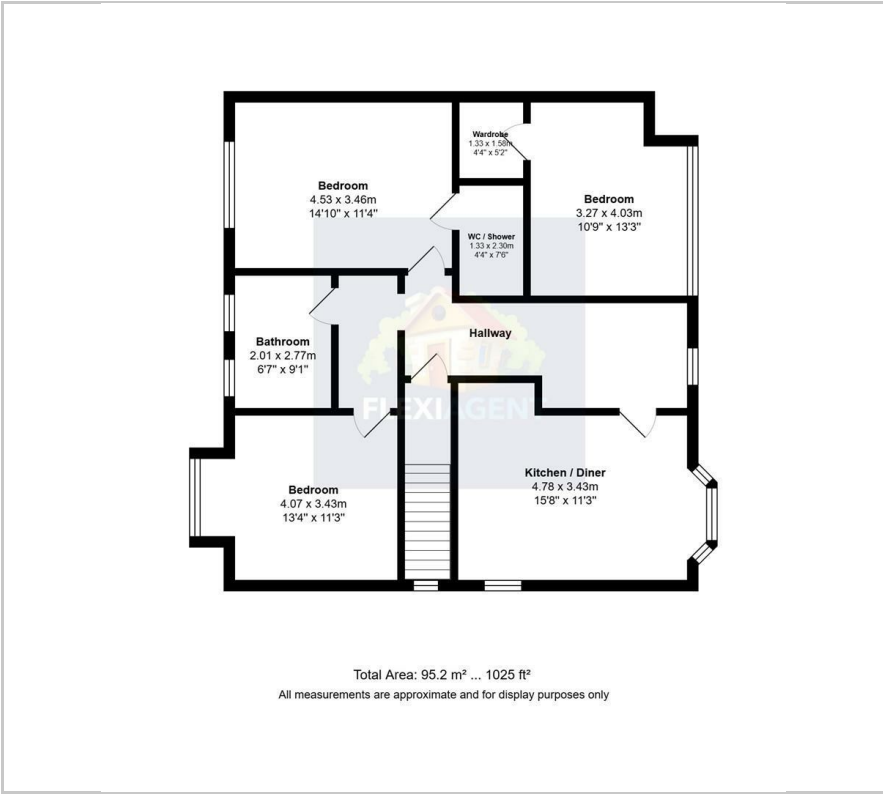 Wardrobe
1.33 x 1.58m
4'4" x 5'2"
Bedroom
4.53 x 3.46m
14'10" x 11'4"
Bedroom
3.27 x 4.03m
10'9" x 13'3"
WC / Shower
1.33 x 2.30m
4'4" x 7'6"
Hallway
Bathroom
2.01 x 2.77m
6'7" x 9'1"
FLEXIAGENT
Kitchen / Diner
4.78 x 3.43m
15'8" x 11'3"
Bedroom
4.07 x 3.43m
13'4" x 11'3"
Total Area: 95.2 m² ... 1025 ft²
All measurements are approximate and for display purposes only